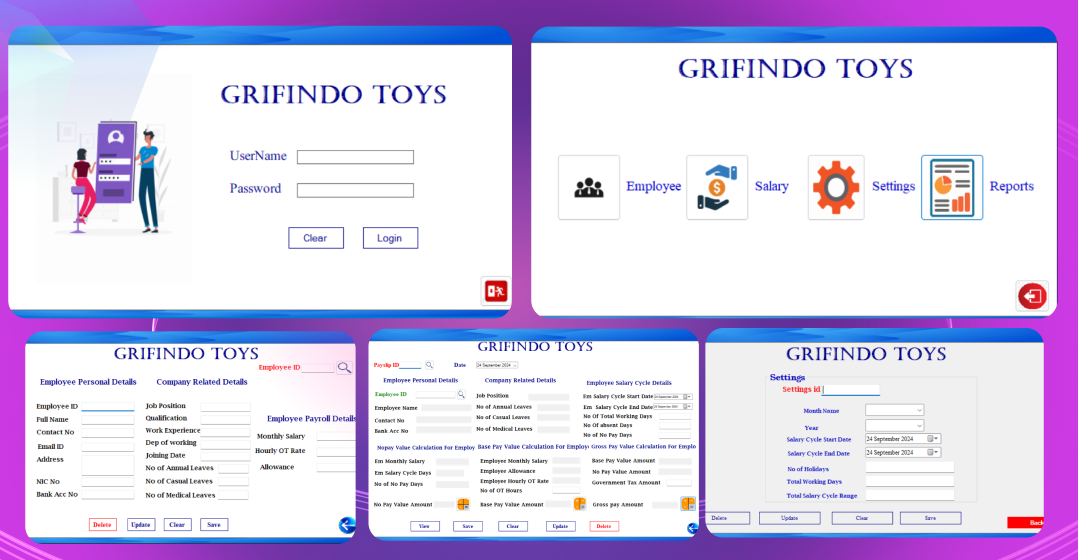 GRIFINDO TOYS
UserName
Password
Clear Login
GRIFINDO TOYS
Employee Salary Settings Reports
GRIFINDO TOYS
Employee ID
Employee Personal Details Company Related Details
Employee ID Job Position
Full Name Qualification
Employee Payroll Details
Contact No Work Experience
Email ID Dep of working
Monthly Salary
Address Joining Date
Hourly OT Rate
No of Annual Leaves
Allowance
NIC No No of Casual Leaves
Bank Acc No No of Medical Leaves
Delete Update Clear Save
GRIFINDO TOYS
Payslip ID Date 24 September 2024
Employee Personal Details Company Related Details Employee Salary Cycle Details
Employee ID Job Position Em Salary Cycle Start Date 24 September 2024
Employee Name No of Annual Leaves Em Salary Cycle End Date 24 September 2024
Contact No No of Casual Leaves No Of Total Working Days
Bank Acc No No of Medical Leaves No Of absent Days
No of No Pay Days
Nopay Value Calculation For Employ Base Pay Value Calculation For Employ Gross Pay Value Calculation For Emplo
Em Monthly Salary Employee Monthly Salary Base Pay Value Amount
Em Salary Cycle Days Employee Allowance No Pay Value Amount
No of No Pay Days Employee Hourly OT Rate Government Tax Amount
No of OT Hours
No Pay Value Amount Base Pay Value Amount Gross pay Amount
View Save Clear Update Delete
GRIFINDO TOYS
Settings
Settings id
Month Name
Year
Salary Cycle Start Date 24 September 2024
Salary Cycle End Date 24 September 2024
No of Holidays
Total Working Days
Total Salary Cycle Range
Delete Update Clear Save
Back